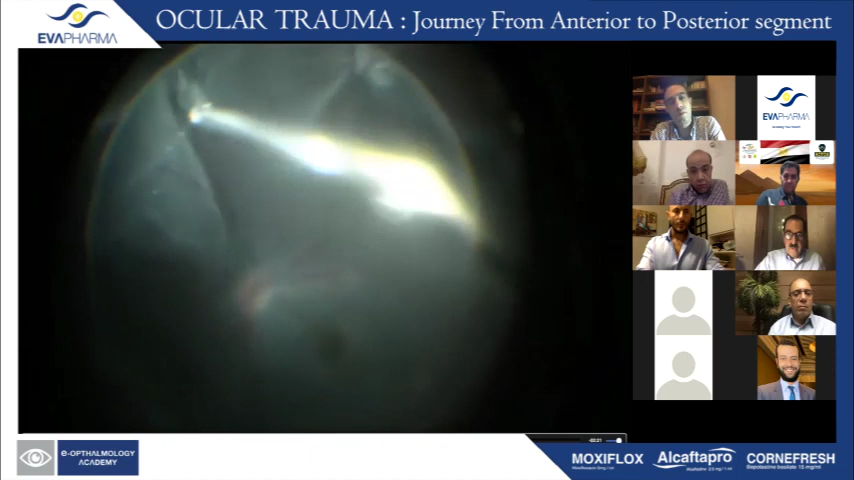 EVAPHARMA
OCULAR TRAUMA : Journey From Anterior to Posterior segment
EVAPHARMA
e-OPTHALMOLOGY
ACADEMY
MOXIFLOX
Alcaftapro
CORNEFRESH